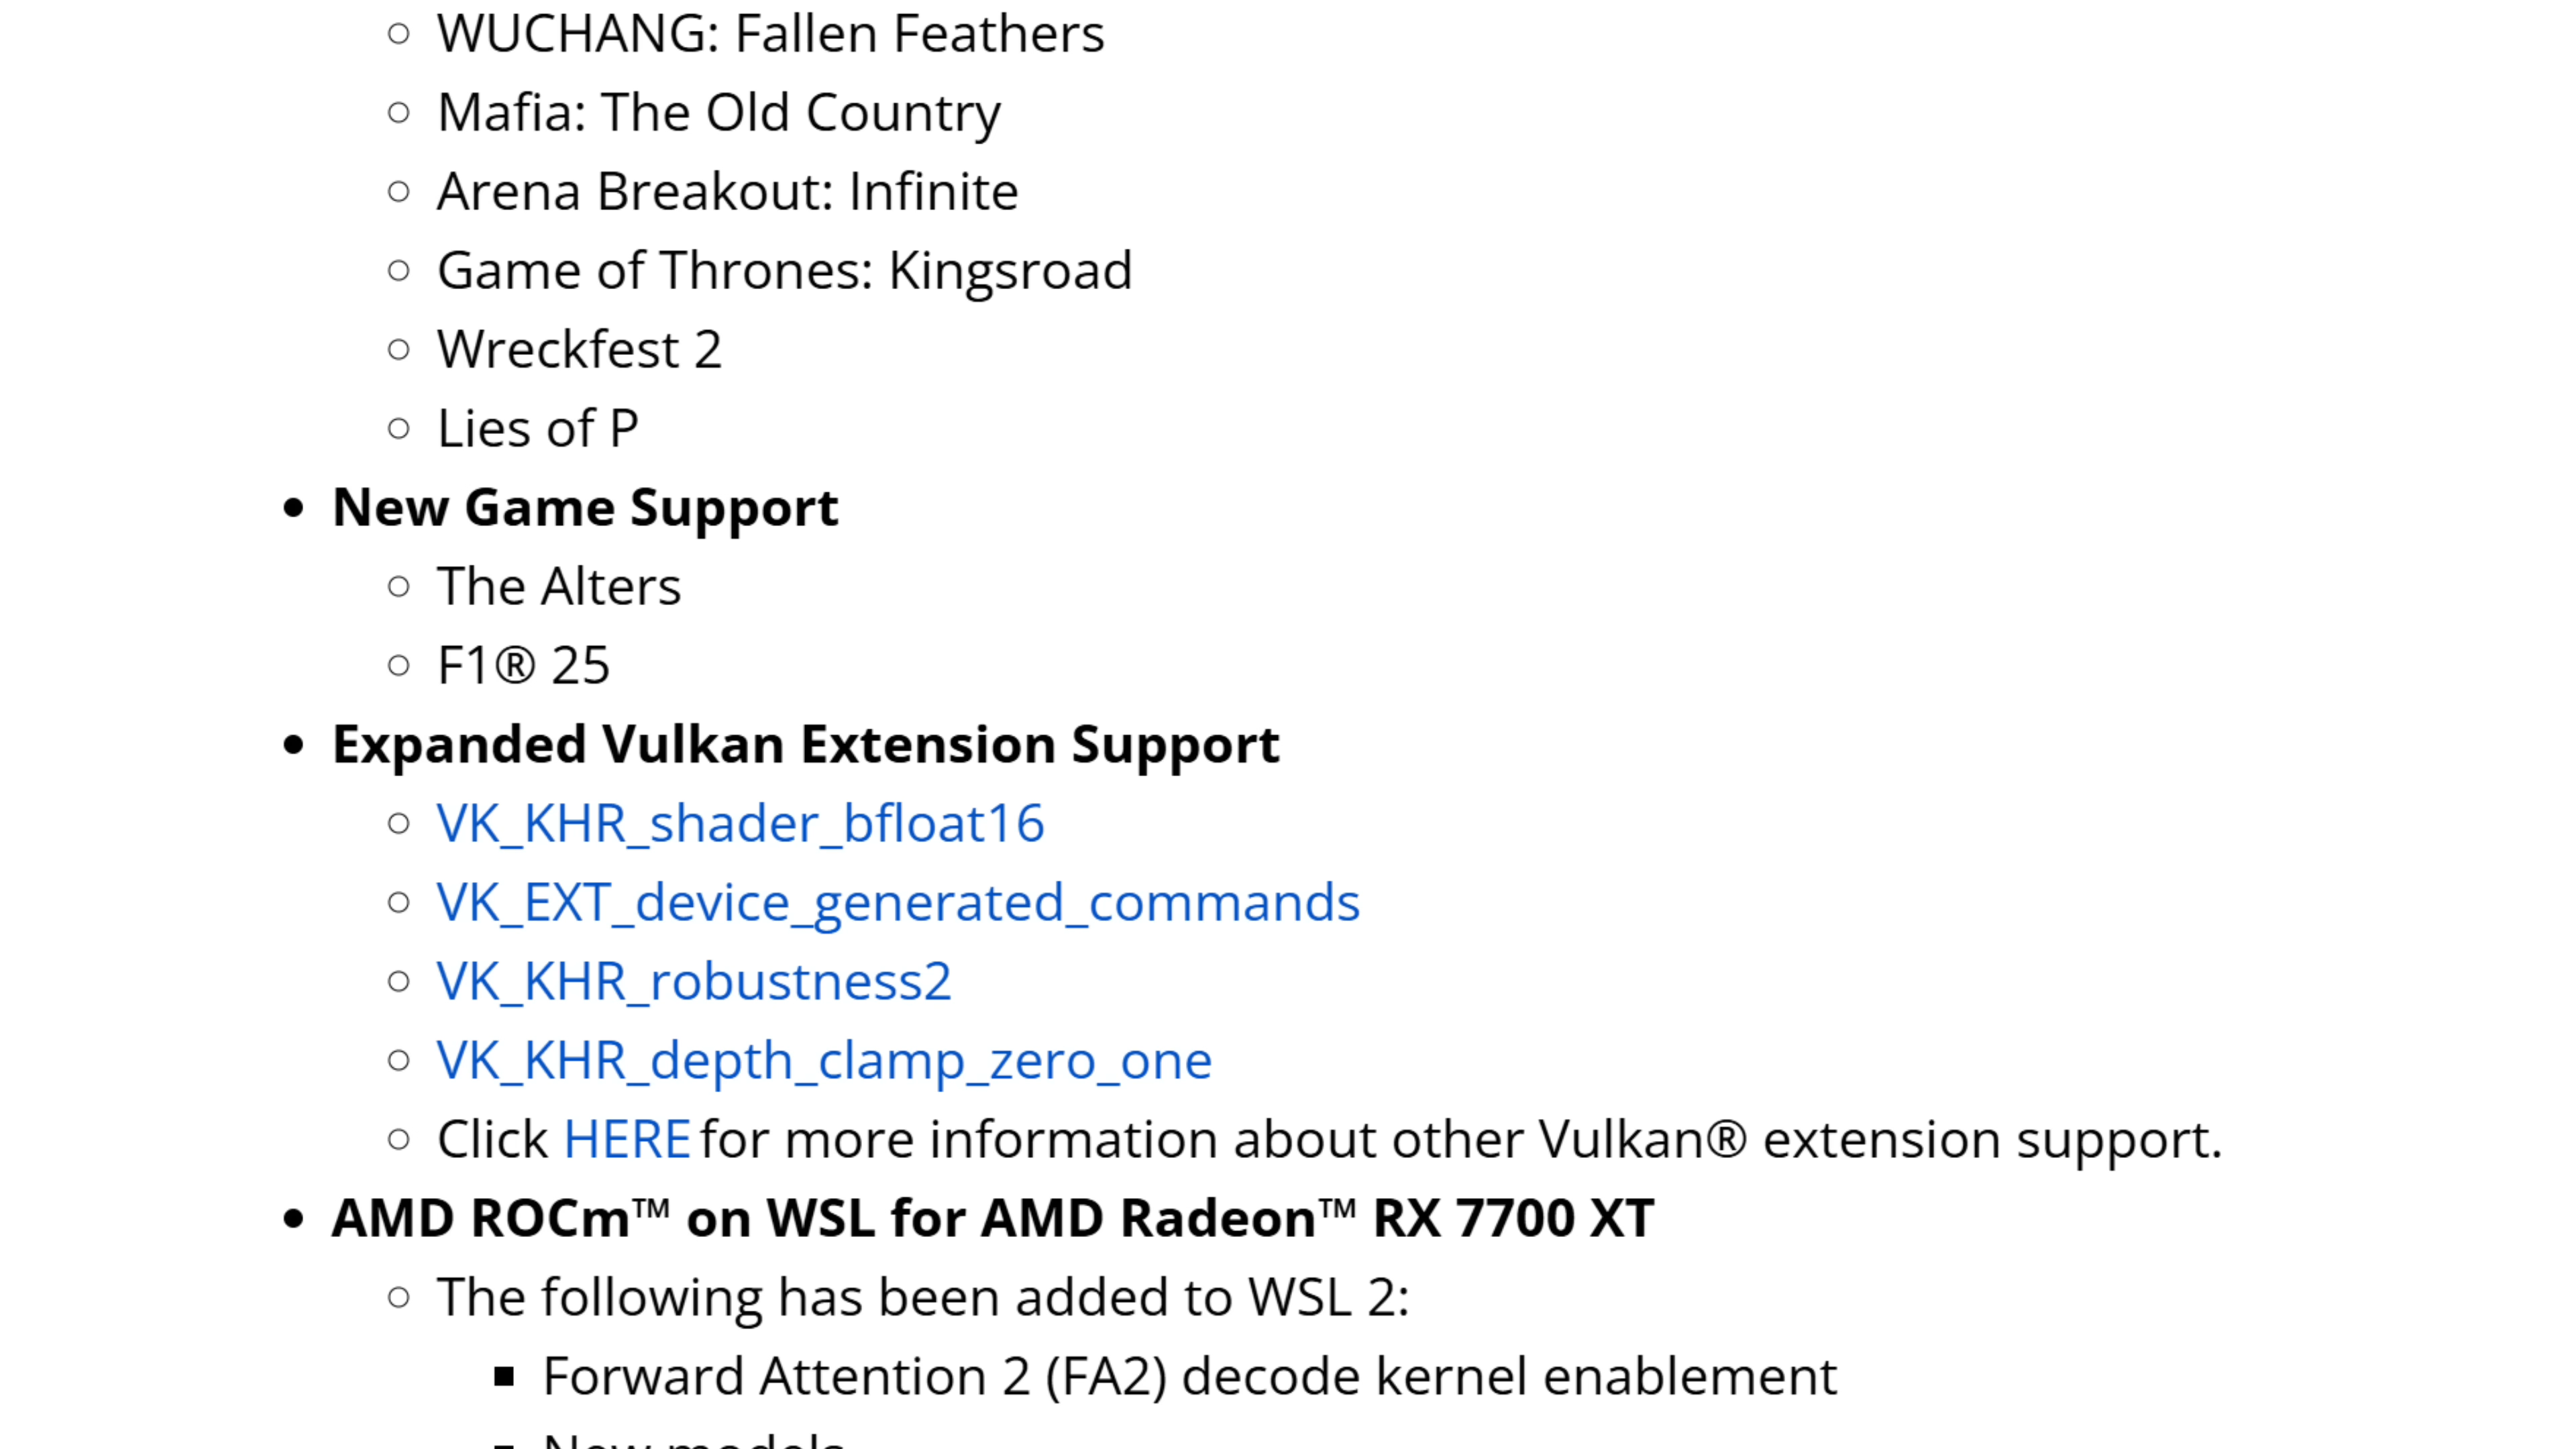 WUCHANG: Fallen Feathers
Mafia: The Old Country
Arena Breakout: Infinite
Game of Thrones: Kingsroad
Wreckfest 2
Lies of P
New Game Support
The Alters
F1® 25
Expanded Vulkan Extension Support
VK_KHR_shader_bfloat16
VK_EXT_device_generated_commands
VK_KHR_robustness2
VK_KHR_depth_clamp_zero_one
Click HERE for more information about other Vulkan® extension support.
AMD ROCm™ on WSL for AMD Radeon™ RX 7700 XT
The following has been added to WSL 2:
Forward Attention 2 (FA2) decode kernel enablement
New models